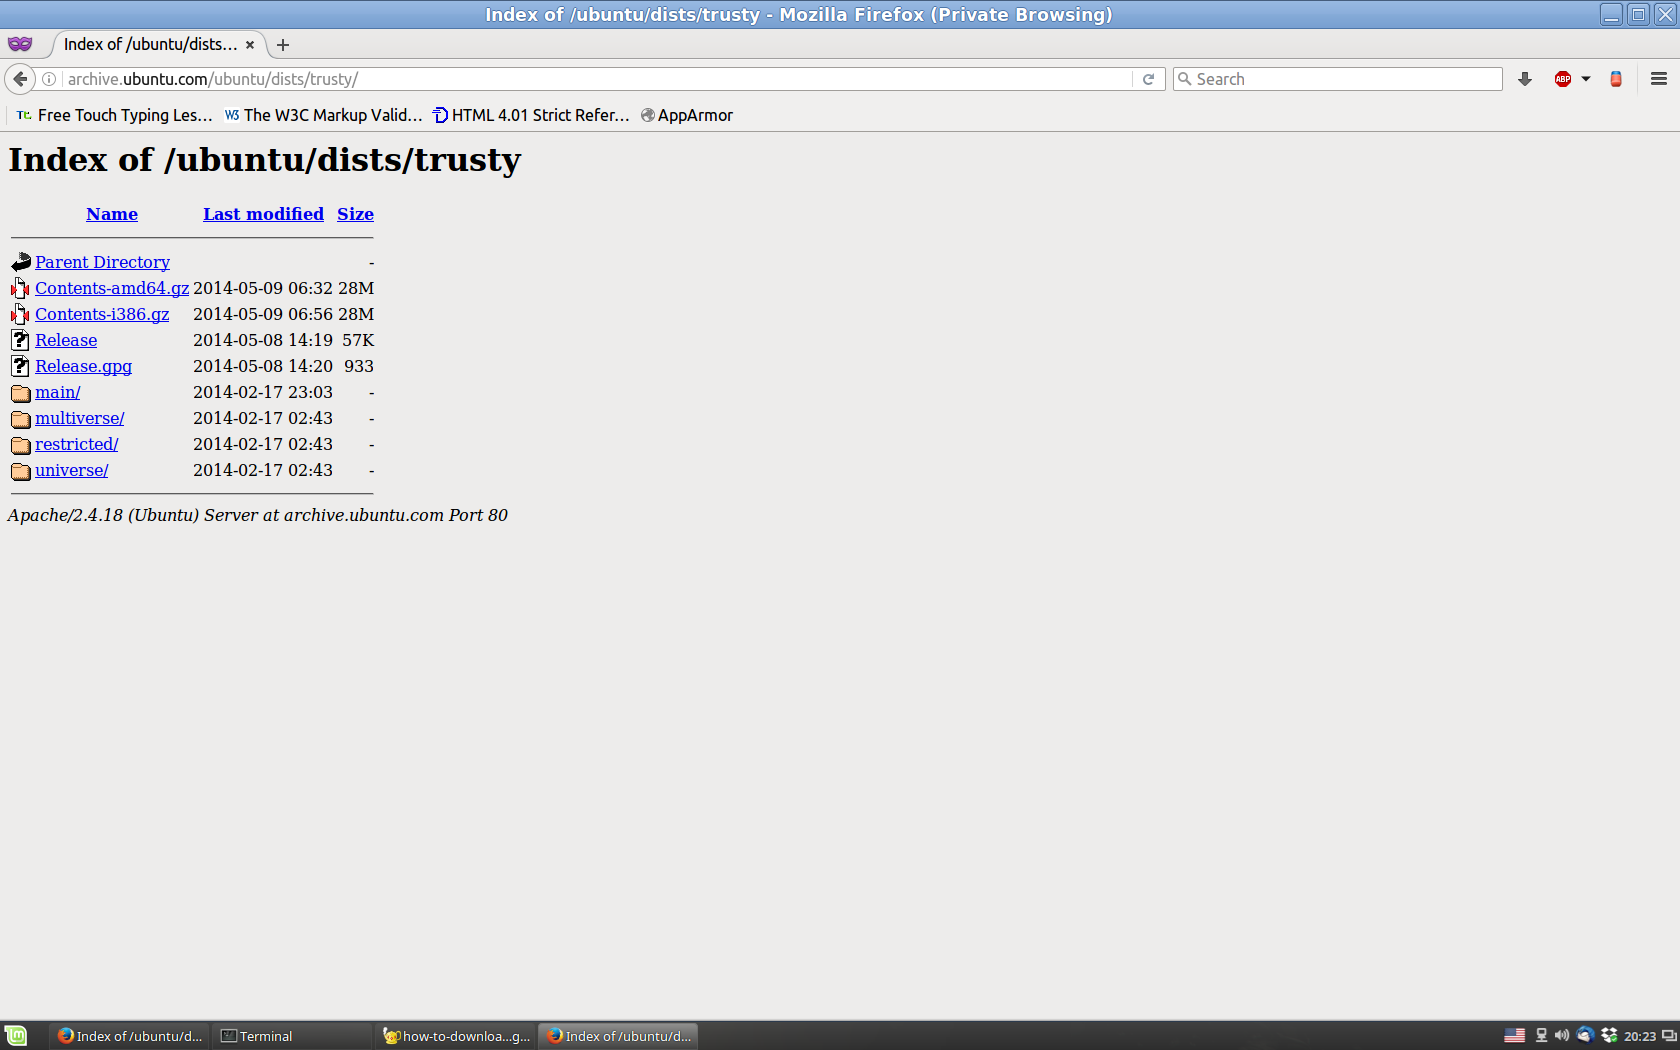 Index of /ubuntu/dists/trusty - Mozilla Firefox (Private Browsing)
Index of /ubuntu/dists...
archive.ubuntu.com/ubuntu/dists/trusty/
Search
ABP
Tc Free Touch Typing Les... W3 The W3C Markup Valid... HTML 4.01 Strict Refer... AppArmor
Index of /ubuntu/dists/trusty
Name Last modified Size
Parent Directory -
Contents-amd64.gz 2014-05-09 06:32 28M
Contents-i386.gz 2014-05-09 06:56 28M
Release 2014-05-08 14:19 57K
Release.gpg 2014-05-08 14:20 933
main/ 2014-02-17 23:03 -
multiverse/ 2014-02-17 02:43 -
restricted/ 2014-02-17 02:43 -
universe/ 2014-02-17 02:43 -
Apache/2.4.18 (Ubuntu) Server at archive.ubuntu.com Port 80
Index of /ubuntu/d... Terminal how-to-downloa...g... Index of /ubuntu/d... 20:23